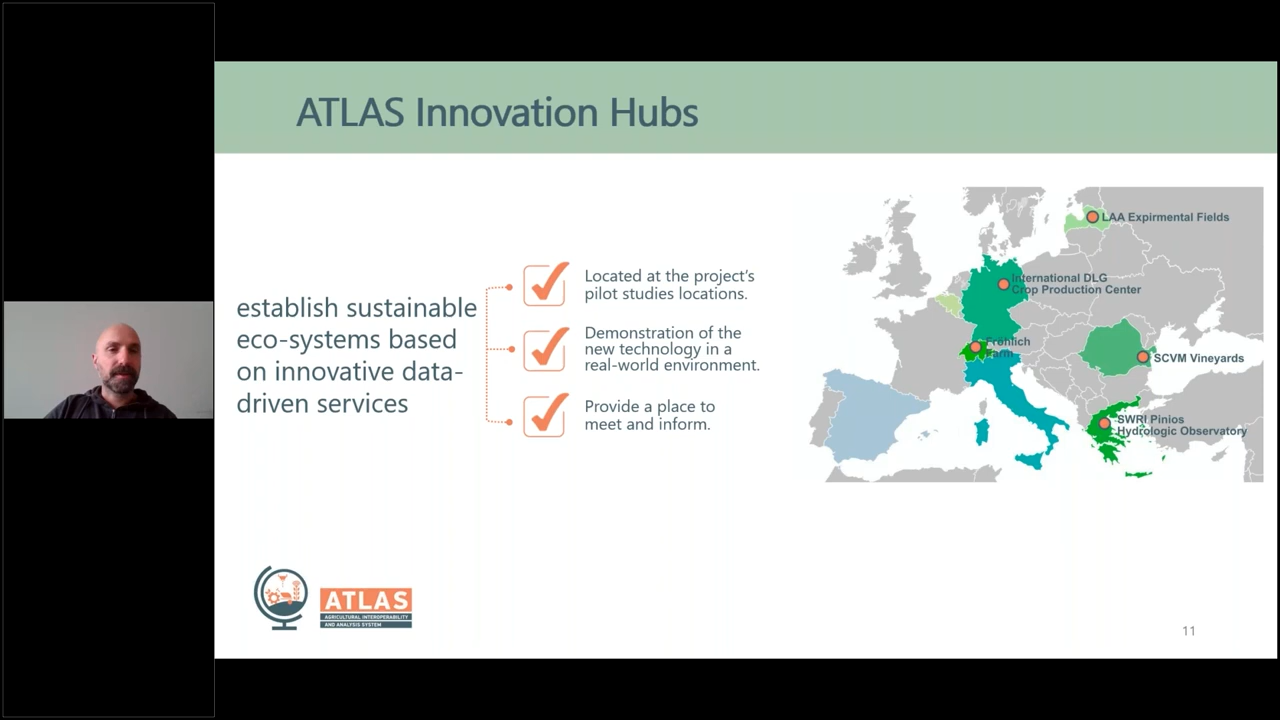 ATLAS Innovation Hubs
establish sustainable
eco-systems based
on innovative data-
driven services
Located at the project's
pilot studies locations.
Demonstration of the
new technology in a
real-world environment.
Provide a place to
meet and inform.
LAA Expirmental Fields
International DLG
Crop Production Center
Fröhlich
Farm
SCVM Vineyards
SWRI Pinios
Hydrologic Observatory
ATLAS
AGRICULTURAL INTEROPERABILITY
AND ANALYSIS SYSTEM
11